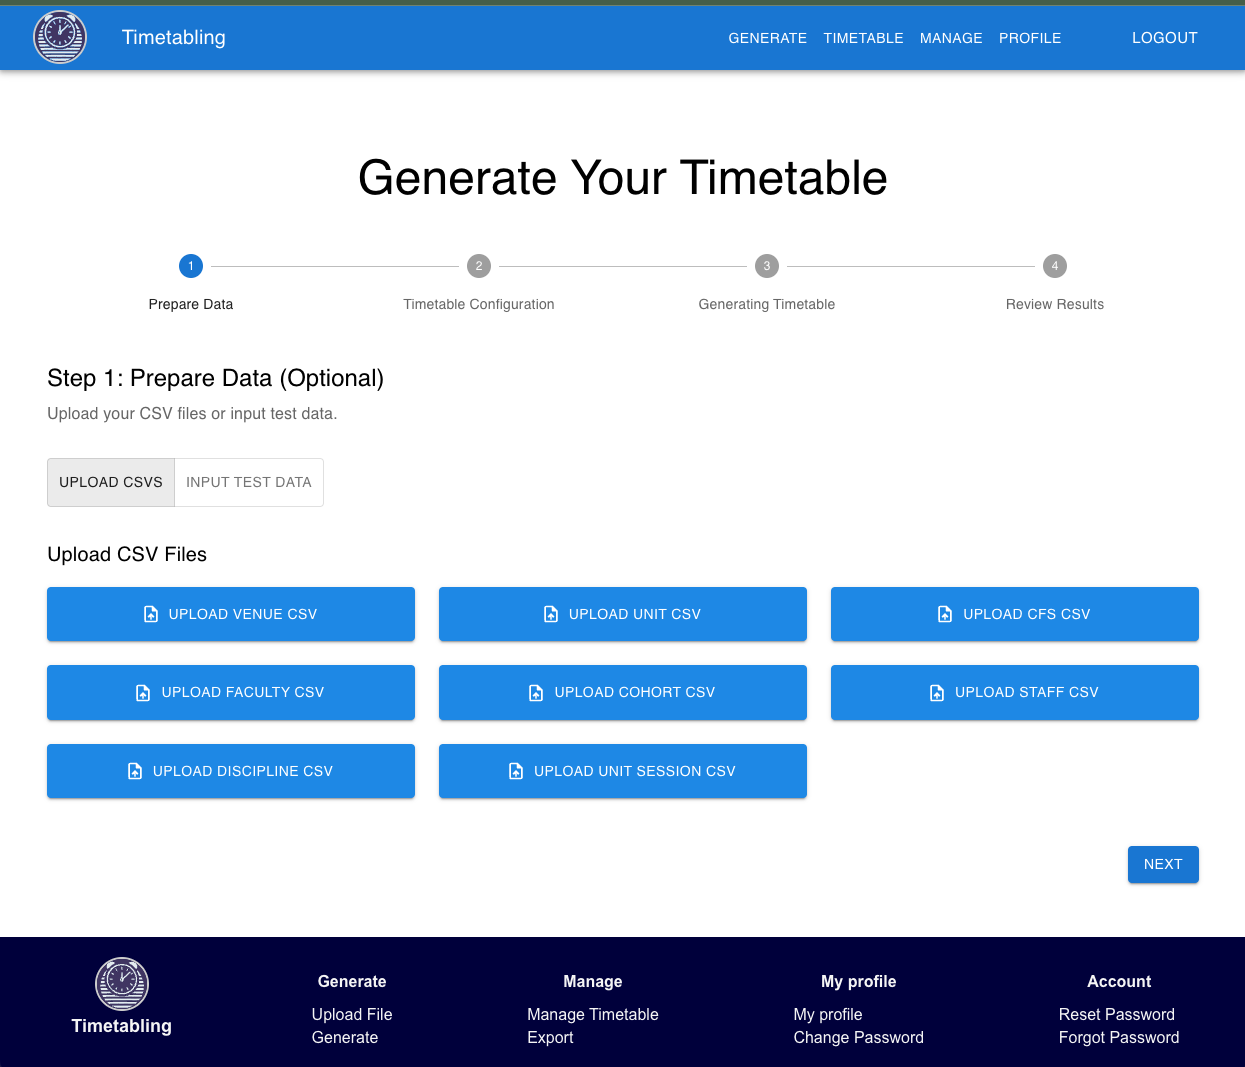 Timetabling
GENERATE TIMETABLE MANAGE PROFILE LOGOUT
Generate Your Timetable
1 2 3 4
Prepare Data Timetable Configuration Generating Timetable Review Results
Step 1: Prepare Data (Optional)
Upload your CSV files or input test data.
UPLOAD CSVS INPUT TEST DATA
Upload CSV Files
UPLOAD VENUE CSV UPLOAD UNIT CSV UPLOAD CFS CSV
UPLOAD FACULTY CSV UPLOAD COHORT CSV UPLOAD STAFF CSV
UPLOAD DISCIPLINE CSV UPLOAD UNIT SESSION CSV
NEXT
Timetabling
Generate
Upload File
Generate
Manage
Manage Timetable
Export
My profile
My profile
Change Password
Account
Reset Password
Forgot Password